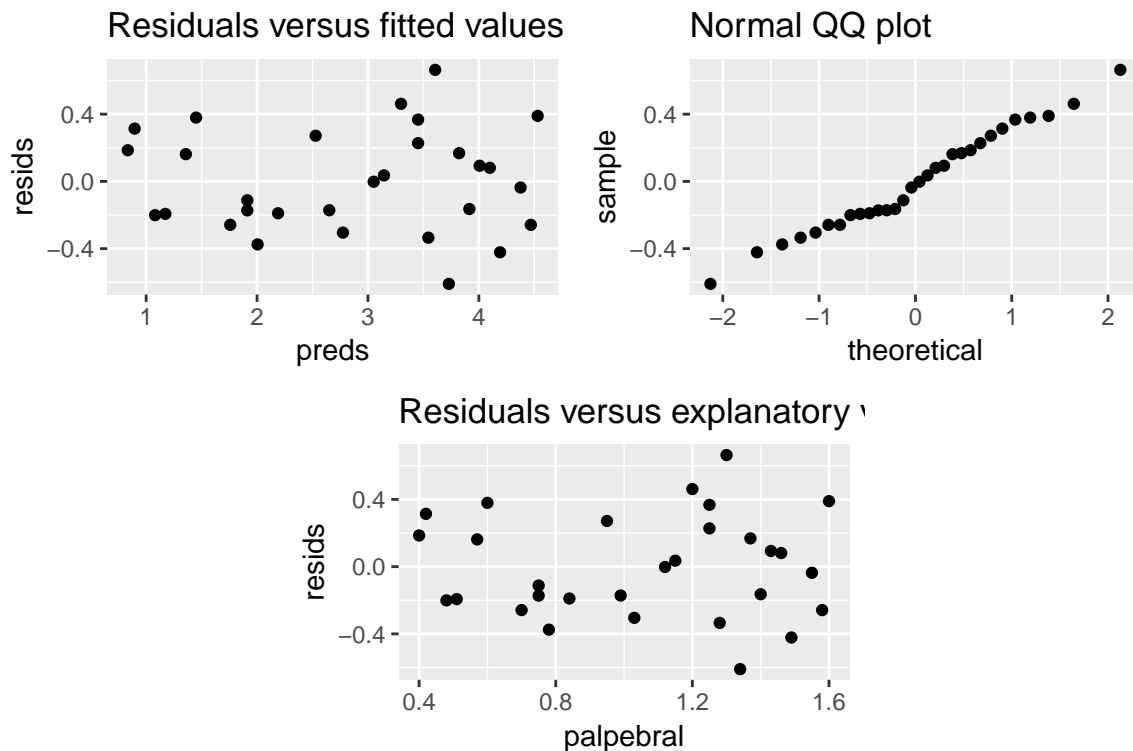 Residuals versus fitted values
0.4
0.0
−0.4
resids
1 2 3 4
preds
Normal QQ plot
0.4
0.0
−0.4
sample
−2 −1 0 1 2
theoretical
Residuals versus explanatory
0.4
0.0
−0.4
resids
0.4 0.8 1.2 1.6
palpebral